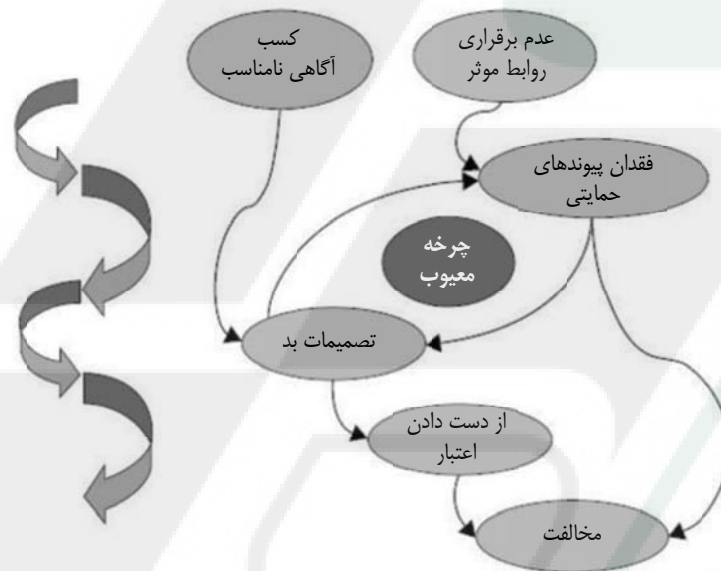 عدم برقراری
روابط موثر
کسب
آگاهی نامناسب
فقدان پیوندهای
حمایتی
چرخه
معیوب
تصمیمات بد
از دست دادن
اعتبار
مخالفت